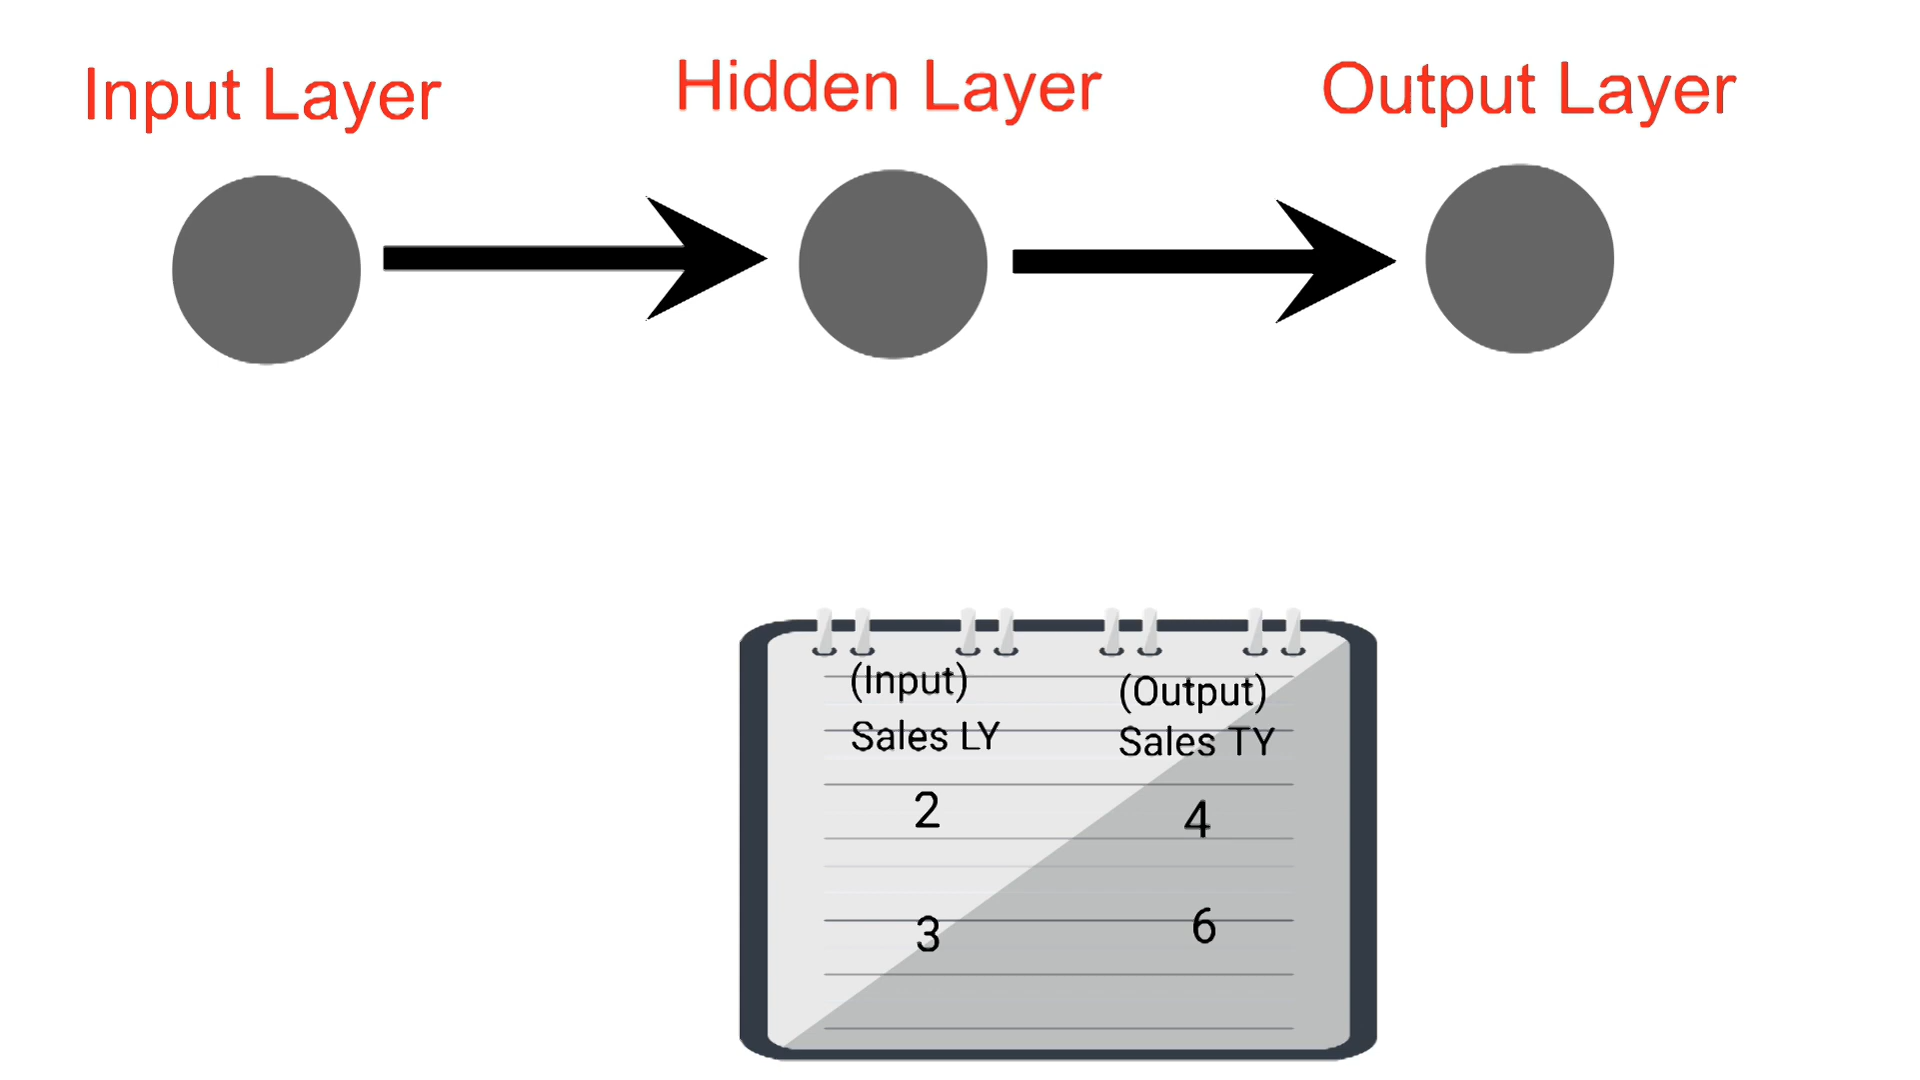 Input Layer
Hidden Layer
Output Layer
(Input)
Sales LY
(Output)
Sales TY
2
4
3
6